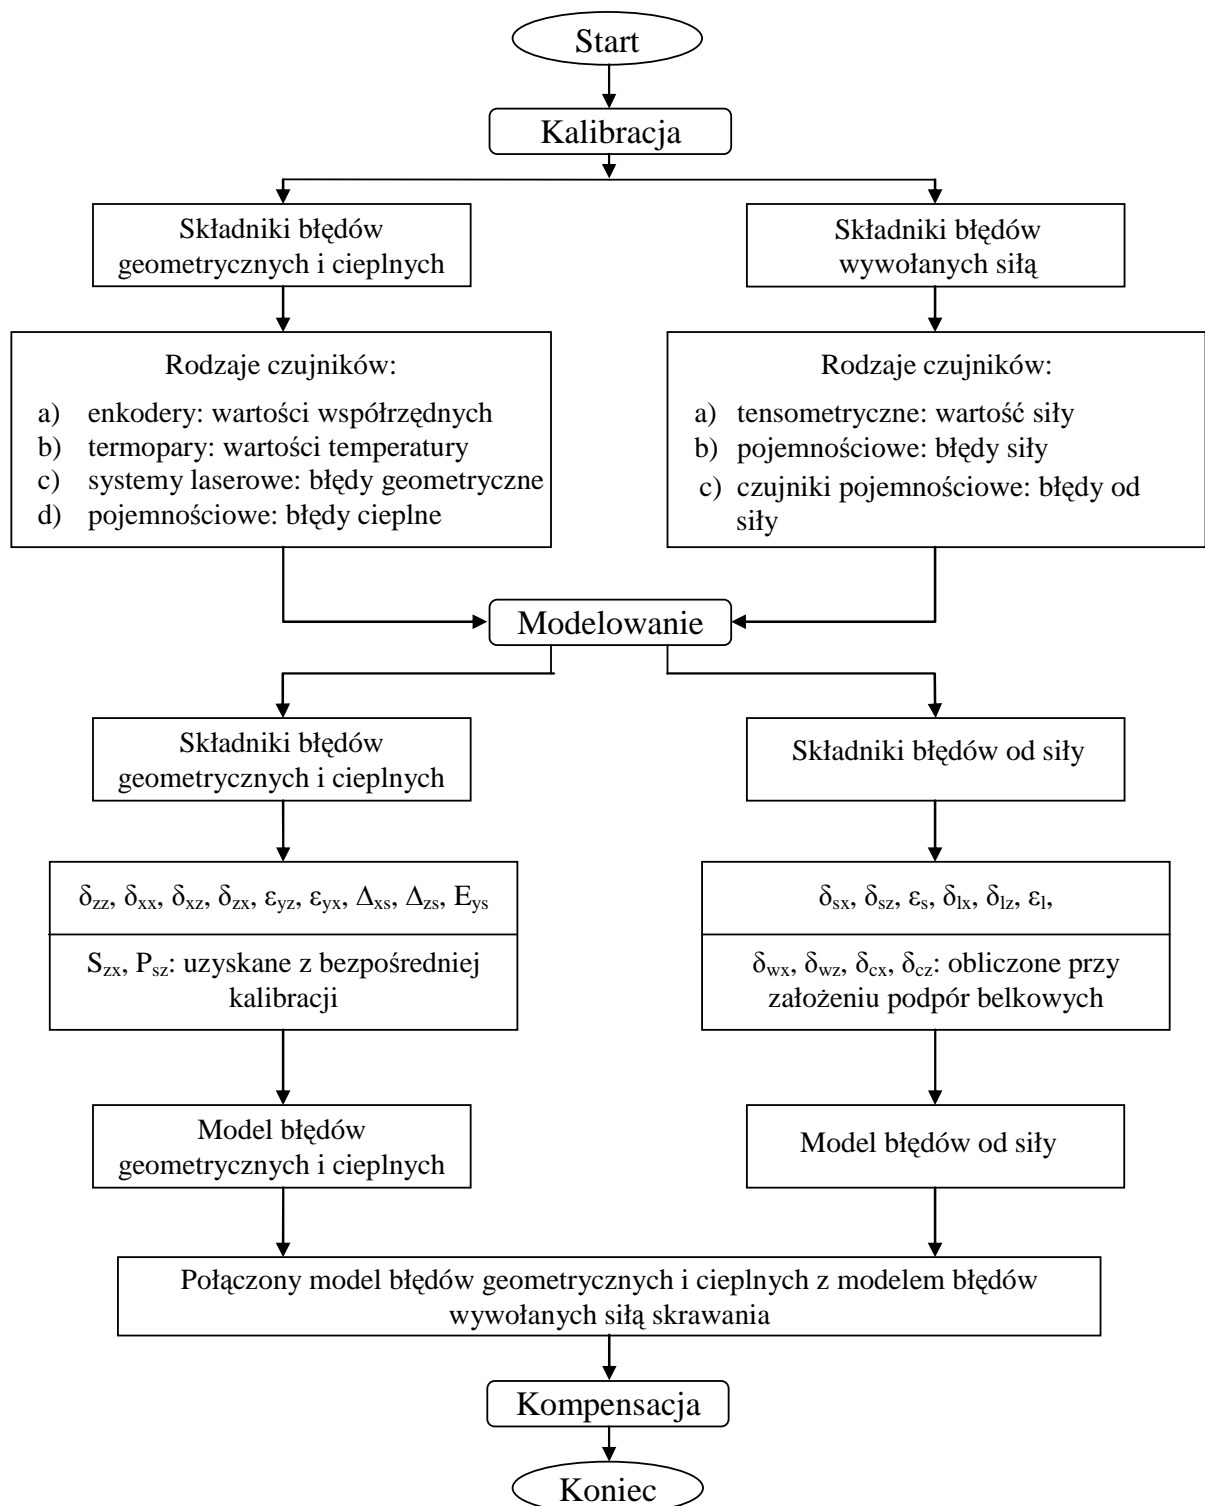 Start
Kalibracja
Składniki błędów
geometrycznych i cieplnych
Składniki błędów
wywołanych siłą
Rodzaje czujników:
a) enkodery: wartości współrzędnych
b) termopary: wartości temperatury
c) systemy laserowe: błędy geometryczne
d) pojemnościowe: błędy cieplne
Rodzaje czujników:
a) tensometryczne: wartość siły
b) pojemnościowe: błędy siły
c) czujniki pojemnościowe: błędy od
siły
Modelowanie
Składniki błędów
geometrycznych i cieplnych
Składniki błędów od siły
δzz, δxx, δxz, δzx, εyz, εyx, Δxs, Δzs, Eys
Szx, Psz: uzyskane z bezpośredniej
kalibracji
δsx, δsz, εs, δlx, δlz, εl,
δwx, δwz, δcx, δcz: obliczone przy
założeniu podpór belkowych
Model błędów
geometrycznych i cieplnych
Model błędów od siły
Połączony model błędów geometrycznych i cieplnych z modelem błędów
wywołanych siłą skrawania
Kompensacja
Koniec